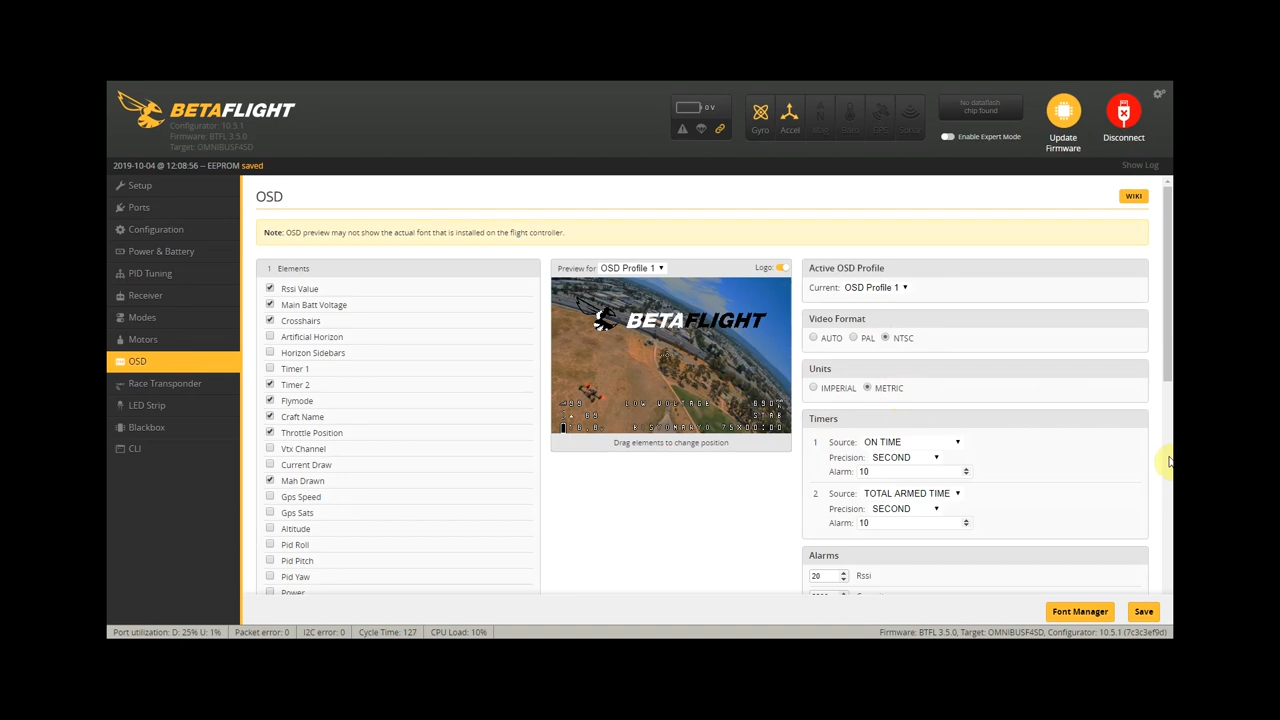 BETAFLIGHT
Configurator: 10.5.1
Firmware: BTFL 3.5.0
Target: OMNIBUSF4SD
0 V
Gyro
Accel
Mag
Baro
GPS
Sonar
No dataflash
chip found
Enable Expert Mode
Update
Firmware
Disconnect
2019-10-04 @ 12:08:56 -- EEPROM saved
Show Log
Setup
Ports
Configuration
Power & Battery
PID Tuning
Receiver
Modes
Motors
OSD
Race Transponder
LED Strip
Blackbox
CLI
OSD
WIKI
Note: OSD preview may not show the actual font that is installed on the flight controller.
1 Elements
Rssi Value
Main Batt Voltage
Crosshairs
Artificial Horizon
Horizon Sidebars
Timer 1
Timer 2
Flymode
Craft Name
Throttle Position
Vtx Channel
Current Draw
Mah Drawn
Gps Speed
Gps Sats
Altitude
Pid Roll
Pid Pitch
Pid Yaw
Power
Preview for OSD Profile 1
Logo:
BETAFLIGHT
LOW VOLTAGE
STAB
Drag elements to change position
Active OSD Profile
Current: OSD Profile 1
Video Format
AUTO PAL NTSC
Units
IMPERIAL METRIC
Timers
1 Source: ON TIME
Precision: SECOND
Alarm: 10
2 Source: TOTAL ARMED TIME
Precision: SECOND
Alarm: 10
Alarms
20 Rssi
Font Manager
Save
Port utilization: D: 25% U: 1%
Packet error: 0
I2C error: 0
Cycle Time: 127
CPU Load: 10%
Firmware: BTFL 3.5.0, Target: OMNIBUSF4SD, Configurator: 10.5.1 (7c3c3ef9d)